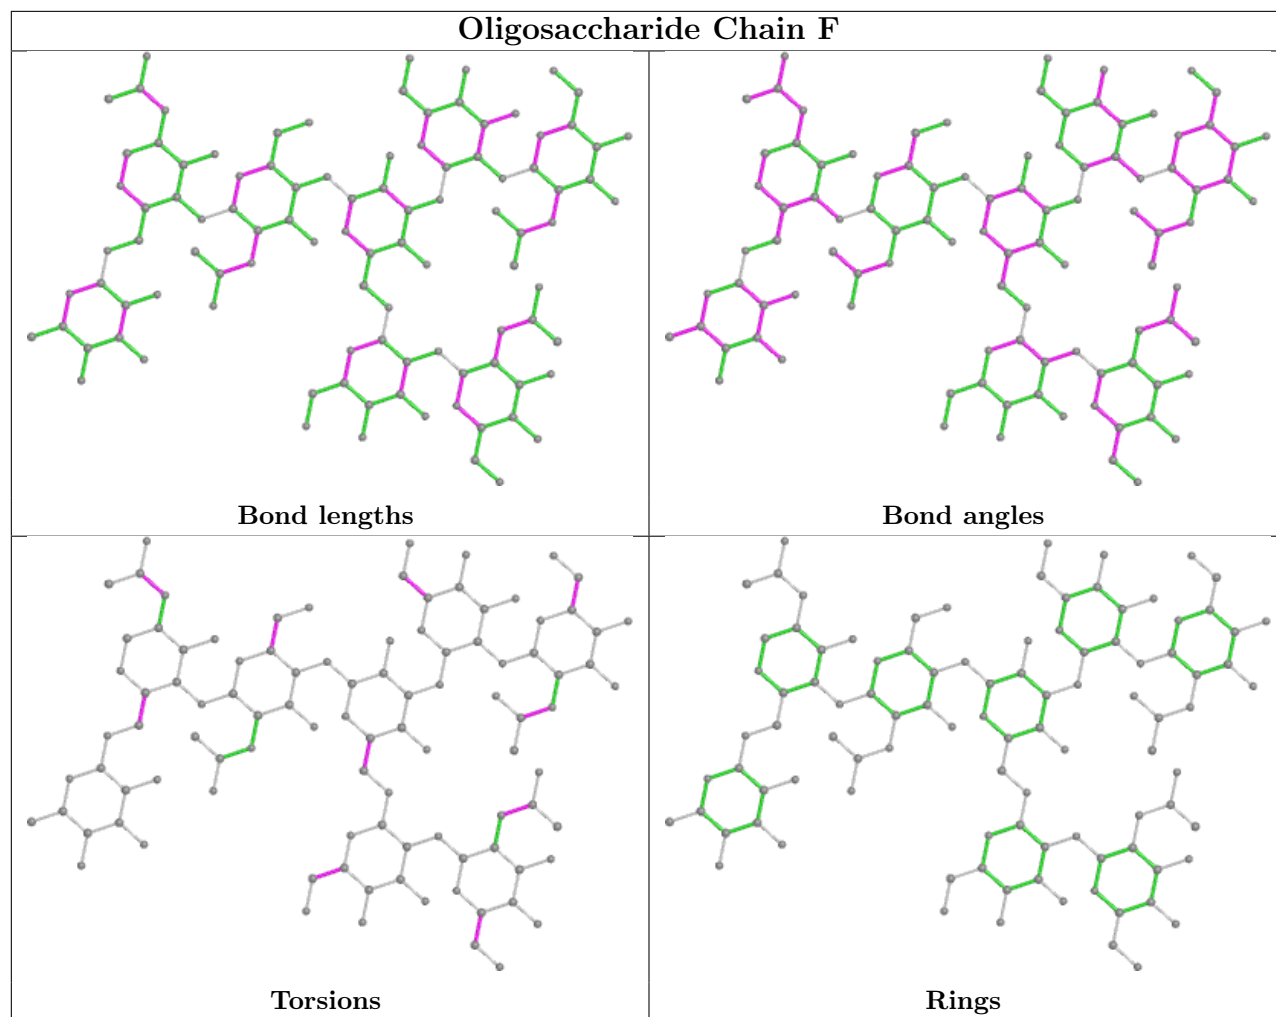 Oligosaccharide Chain F
Bond lengths
Bond angles
Torsions
Rings